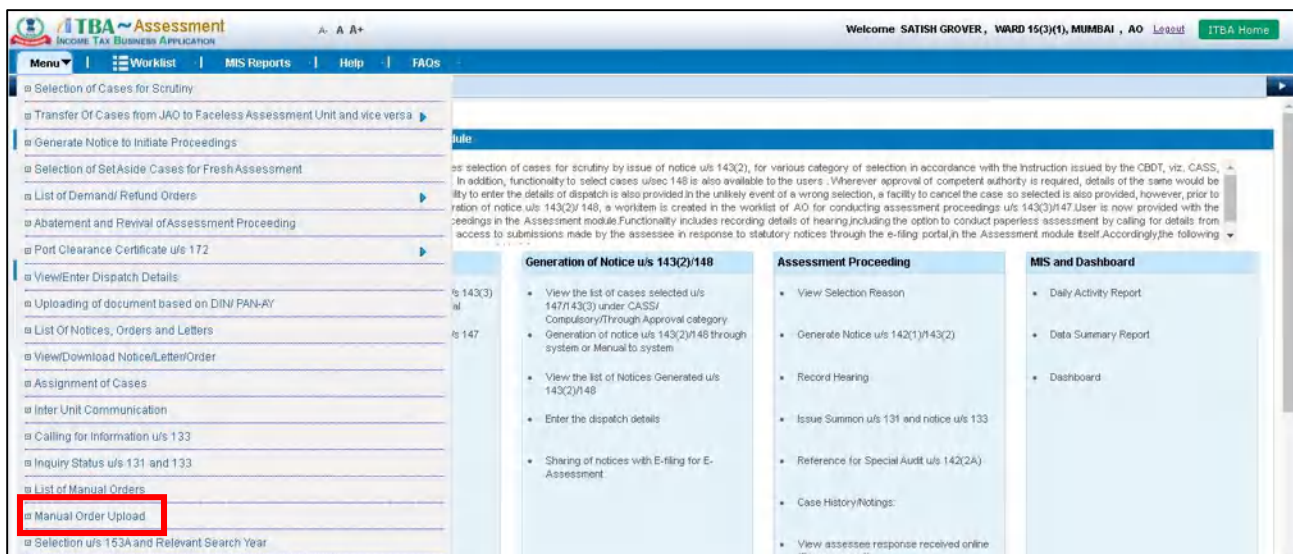 iTBA ~ Assessment
INCOME TAX BUSINESS APPLICATION
A- A A+
Welcome SATISH GROVER, WARD 15(3)(1), MUMBAI , AO Logout
ITBA Home
Menu▼ | Worklist | MIS Reports | Help | FAQs
Selection of Cases for Scrutiny
Transfer Of Cases from JAO to Faceless Assessment Unit and vice versa
Generate Notice to Initiate Proceedings
Selection of SetAside Cases for Fresh Assessment
List of Demand/ Refund Orders
Abatement and Revival of Assessment Proceeding
Port Clearance Certificate u/s 172
View/Enter Dispatch Details
Uploading of document based on DIN/ PAN-AY
List Of Notices, Orders and Letters
View/Download Notice/Letter/Order
Assignment of Cases
Inter Unit Communication
Calling for Information u/s 133
Inquiry Status u/s 131 and 133
List of Manual Orders
Manual Order Upload
Selection u/s 153A and Relevant Search Year
dule
es selection of cases for scrutiny by issue of notice u/s 143(2), for various category of selection in accordance with the Instruction issued by the CBDT, viz. CASS,
In addition, functionality to select cases u/sec 148 is also available to the users .Wherever approval of competent authority is required, details of the same would be
lity to enter the details of dispatch is also provided.In the unlikely event of a wrong selection, a facility to cancel the case so selected is also provided, however, prior to
ration of notice u/s 143(2)/ 148, a workitem is created in the worklist of AO for conducting assessment proceedings u/s 143(3)/147.User is now provided with the
ceedings in the Assessment module.Functionality includes recording details of hearing,including the option to conduct paperless assessment by calling for details from
access to submissions made by the assessee in response to statutory notices through the e-filing portal,in the Assessment module itself.Accordingly,the following
/s 143(3)
al
/s 147
Generation of Notice u/s 143(2)/148
View the list of cases selected u/s
147/143(3) under CASS/
Compulsory/Through Approval category
Generation of notice u/s 143(2)/148 through
system or Manual to system
View the list of Notices Generated u/s
143(2)/148
Enter the dispatch details
Sharing of notices with E-filing for E-
Assessment
Assessment Proceeding
View Selection Reason
Generate Notice u/s 142(1)/143(2)
Record Hearing
Issue Summon u/s 131 and notice u/s 133
Reference for Special Audit u/s 142(2A)
Case History/Notings:
View assessee response received online
MIS and Dashboard
Daily Activity Report
Data Summary Report
Dashboard